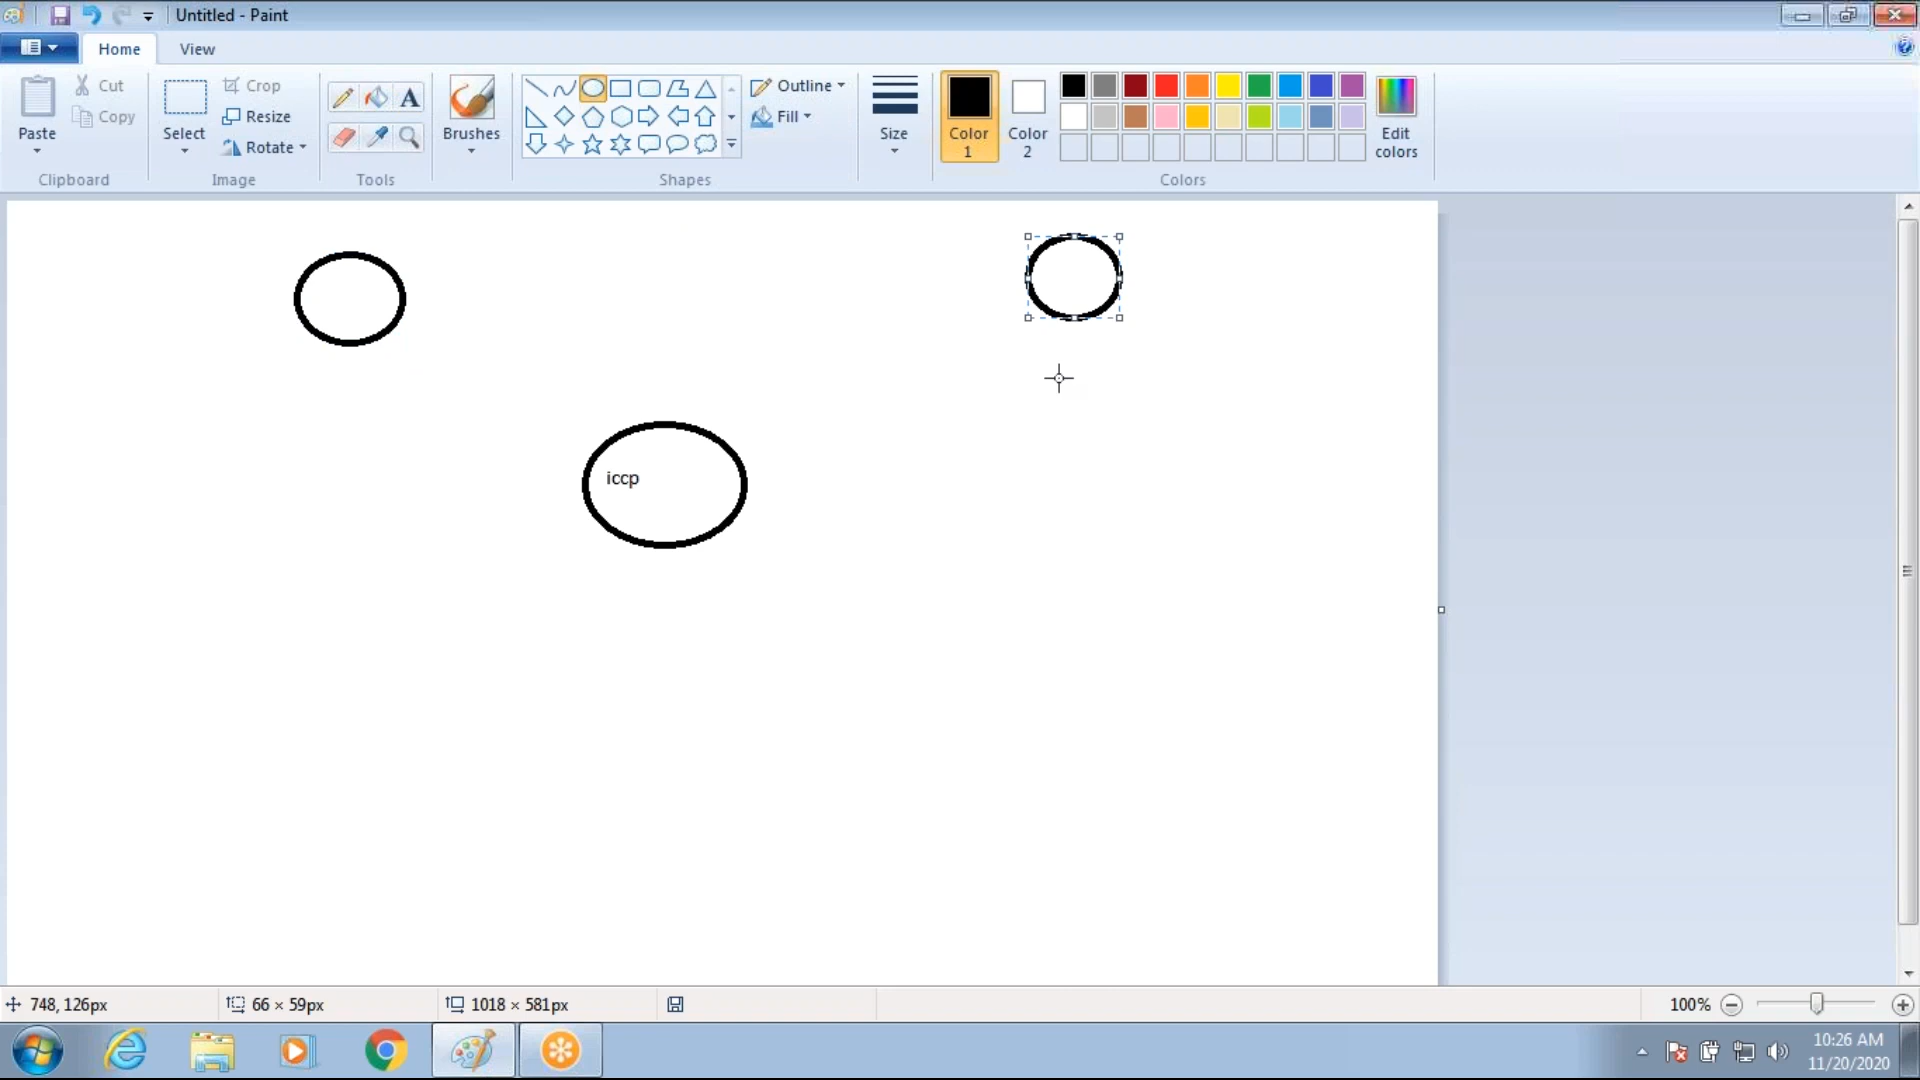 Untitled - Paint
Home View
Paste
Cut
Copy
Clipboard
Select
Crop
Resize
Rotate
Image
A
Tools
Brushes
Outline
Fill
Shapes
Size
Color 1
Color 2
Edit colors
Colors
iccp
748, 126px
66 × 59px
1018 × 581px
100%
10:26 AM
11/20/2020